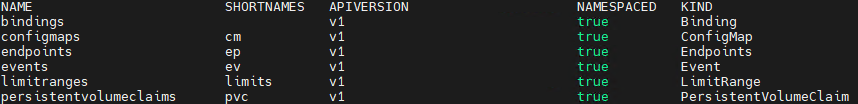 NAME SHORTNAMES APIVERSION NAMESPACED KIND
bindings v1 true Binding
configmaps cm v1 true ConfigMap
endpoints ep v1 true Endpoints
events ev v1 true Event
limitranges limits v1 true LimitRange
persistentvolumeclaims pvc v1 true PersistentVolumeClaim